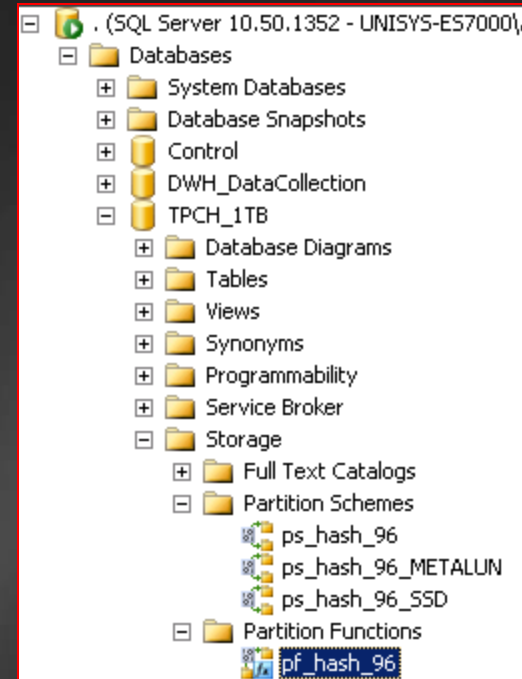 . (SQL Server 10.50.1352 - UNISYS-ES7000\
Databases
System Databases
Database Snapshots
Control
DWH_DataCollection
TPCH_1TB
Database Diagrams
Tables
Views
Synonyms
Programmability
Service Broker
Storage
Full Text Catalogs
Partition Schemes
ps_hash_96
ps_hash_96_METALUN
ps_hash_96_SSD
Partition Functions
pf_hash_96